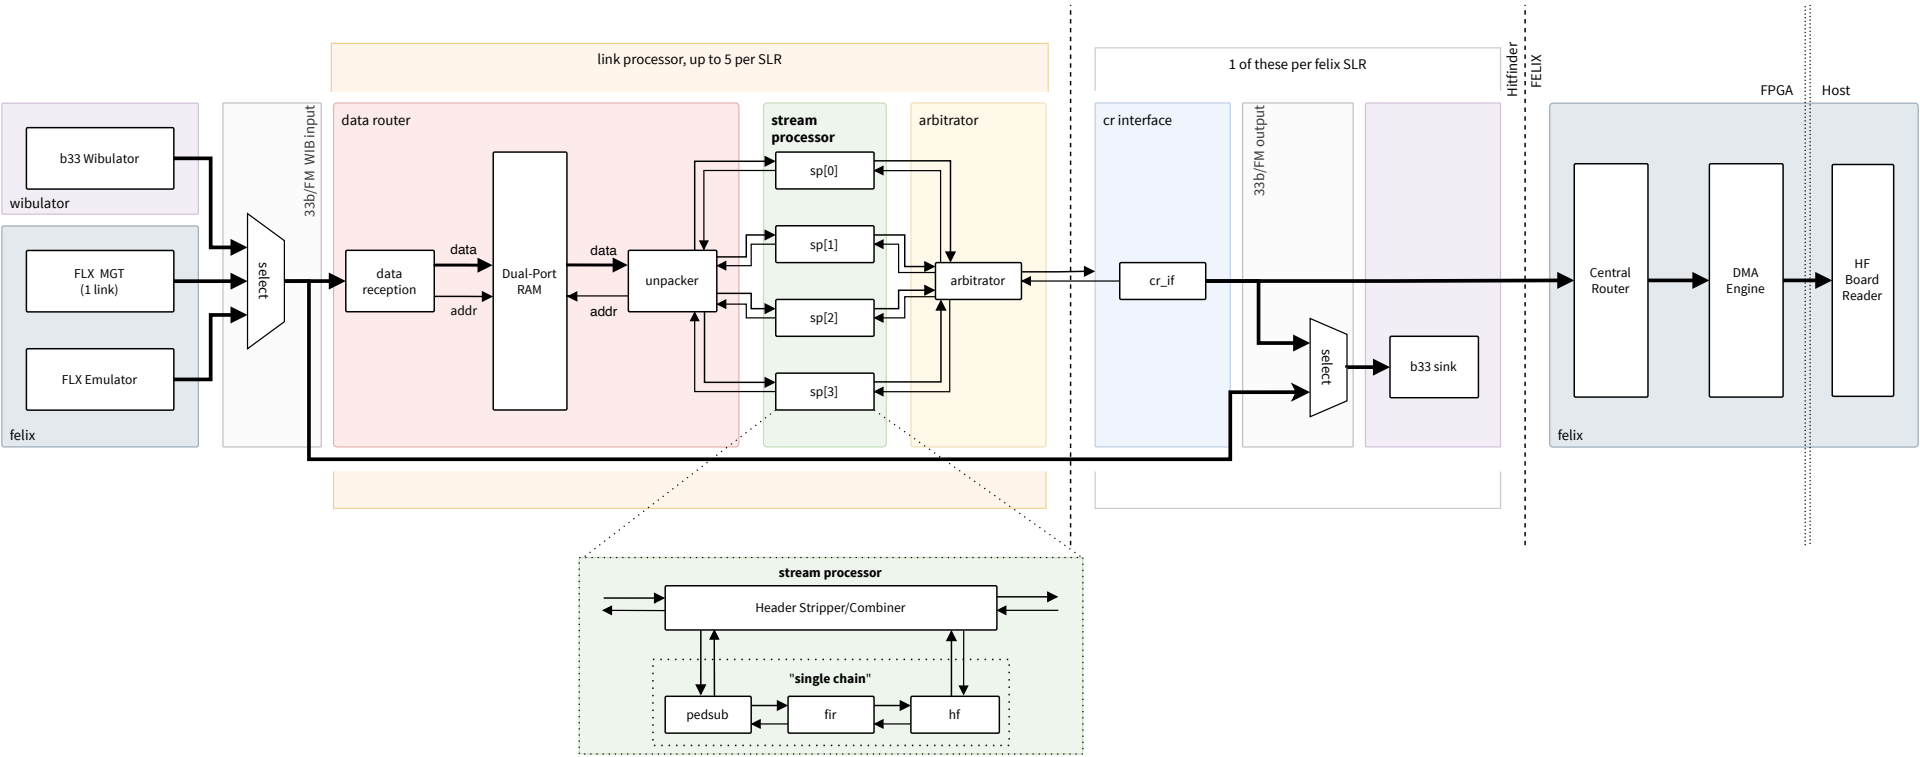 link processor, up to 5 per SLR
1 of these per felix SLR
Hitfinder
FELIX
FPGA
Host
b33 Wibulator
wibulator
FLX MGT
(1 link)
FLX Emulator
felix
33b/FM WIB input
select
data router
data
reception
data
addr
Dual-Port
RAM
data
addr
unpacker
stream
processor
sp[0]
sp[1]
sp[2]
sp[3]
arbitrator
arbitrator
cr interface
cr_if
33b/FM output
select
b33 sink
Central
Router
DMA
Engine
HF
Board
Reader
felix
stream processor
Header Stripper/Combiner
"single chain"
pedsub
fir
hf